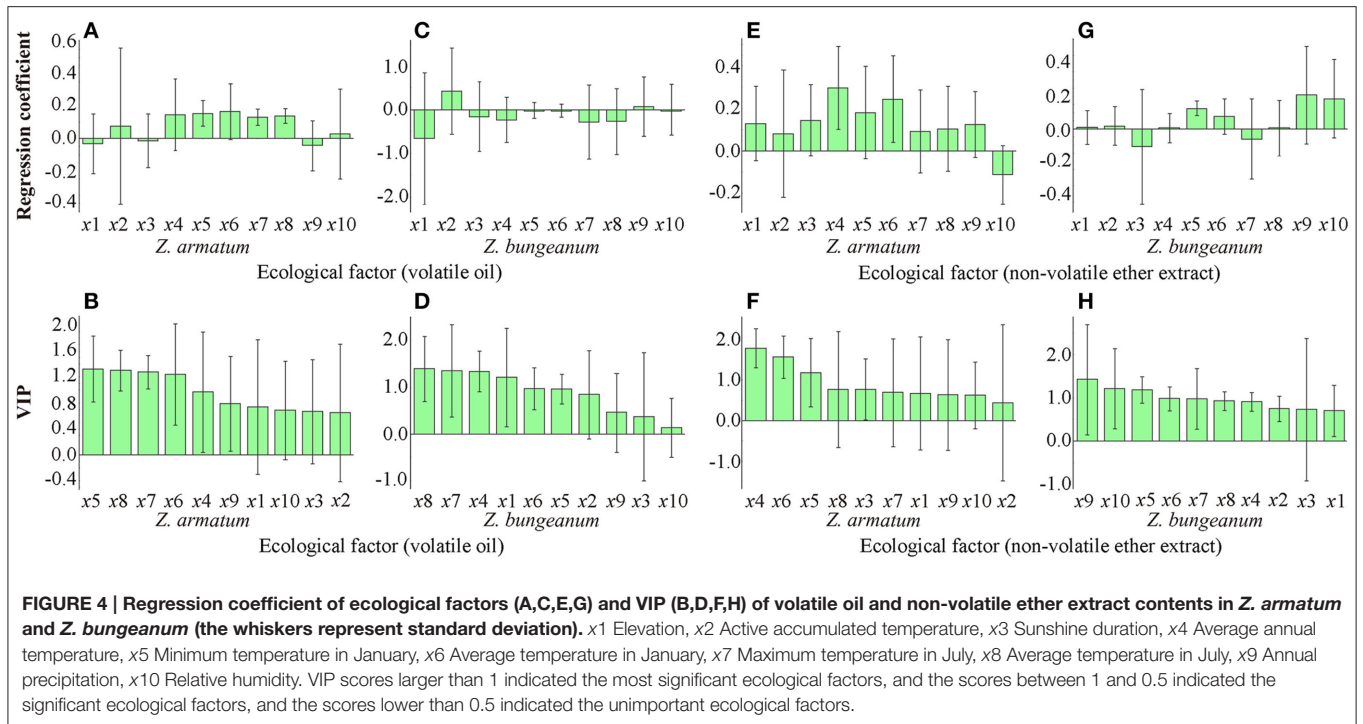 A
C
E
G
Regression coefficient
0.6
0.4
0.2
0.0
-0.2
-0.4
x1 x2 x3 x4 x5 x6 x7 x8 x9 x10
Z. armatum
1.0
0.0
-1.0
-2.0
x1 x2 x3 x4 x5 x6 x7 x8 x9 x10
Z. bungeanum
Ecological factor (volatile oil)
0.4
0.2
0.0
-0.2
x1 x2 x3 x4 x5 x6 x7 x8 x9 x10
Z. armatum
0.4
0.2
0.0
-0.2
-0.4
x1 x2 x3 x4 x5 x6 x7 x8 x9 x10
Z. bungeanum
Ecological factor (non-volatile ether extract)
B
D
F
H
VIP
2.0
1.6
1.2
0.8
0.4
0.0
-0.4
x5 x8 x7 x6 x4 x9 x1 x10 x3 x2
Z. armatum
2.0
1.0
0.0
-1.0
x8 x7 x4 x1 x6 x5 x2 x9 x3 x10
Z. bungeanum
Ecological factor (volatile oil)
2.0
1.0
0.0
-1.0
x4 x6 x5 x8 x3 x7 x1 x9 x10 x2
Z. armatum
2.0
1.0
0.0
-1.0
x9 x10 x5 x6 x7 x8 x4 x2 x3 x1
Z. bungeanum
Ecological factor (non-volatile ether extract)
FIGURE 4 | Regression coefficient of ecological factors (A,C,E,G) and VIP (B,D,F,H) of volatile oil and non-volatile ether extract contents in Z. armatum
and Z. bungeanum (the whiskers represent standard deviation). x1 Elevation, x2 Active accumulated temperature, x3 Sunshine duration, x4 Average annual
temperature, x5 Minimum temperature in January, x6 Average temperature in January, x7 Maximum temperature in July, x8 Average temperature in July, x9 Annual
precipitation, x10 Relative humidity. VIP scores larger than 1 indicated the most significant ecological factors, and the scores between 1 and 0.5 indicated the
significant ecological factors, and the scores lower than 0.5 indicated the unimportant ecological factors.